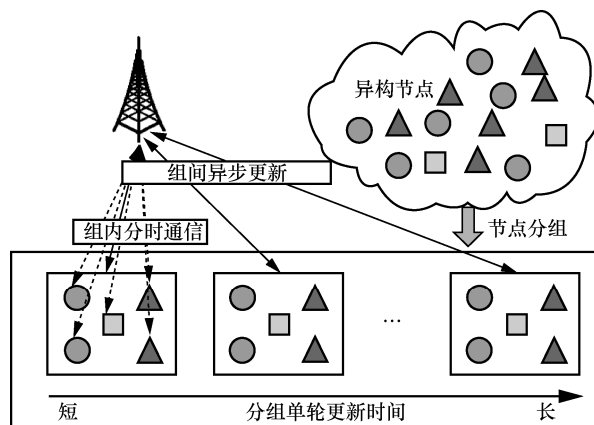 异构节点
组间异步更新
组内分时通信
节点分组
…
短
分组单轮更新时间
长